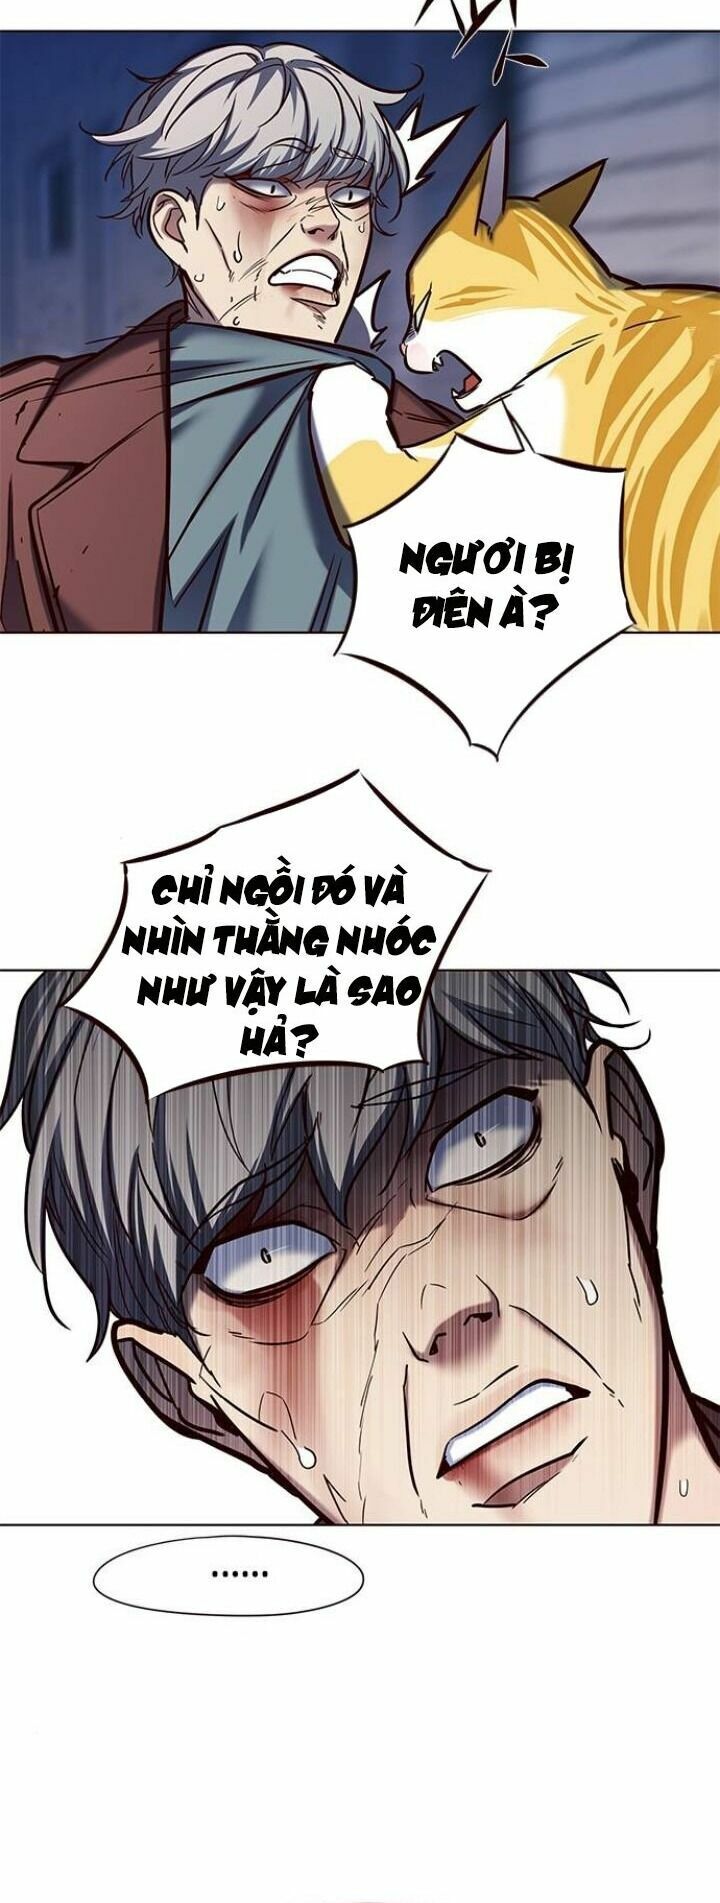 NGƯƠI BỊ
ĐIÊN À?
CHỈ NGỒI ĐÓ VÀ
NHÌN THẰNG NHÓC
NHƯ VẬY LÀ SAO
HẢ?
......